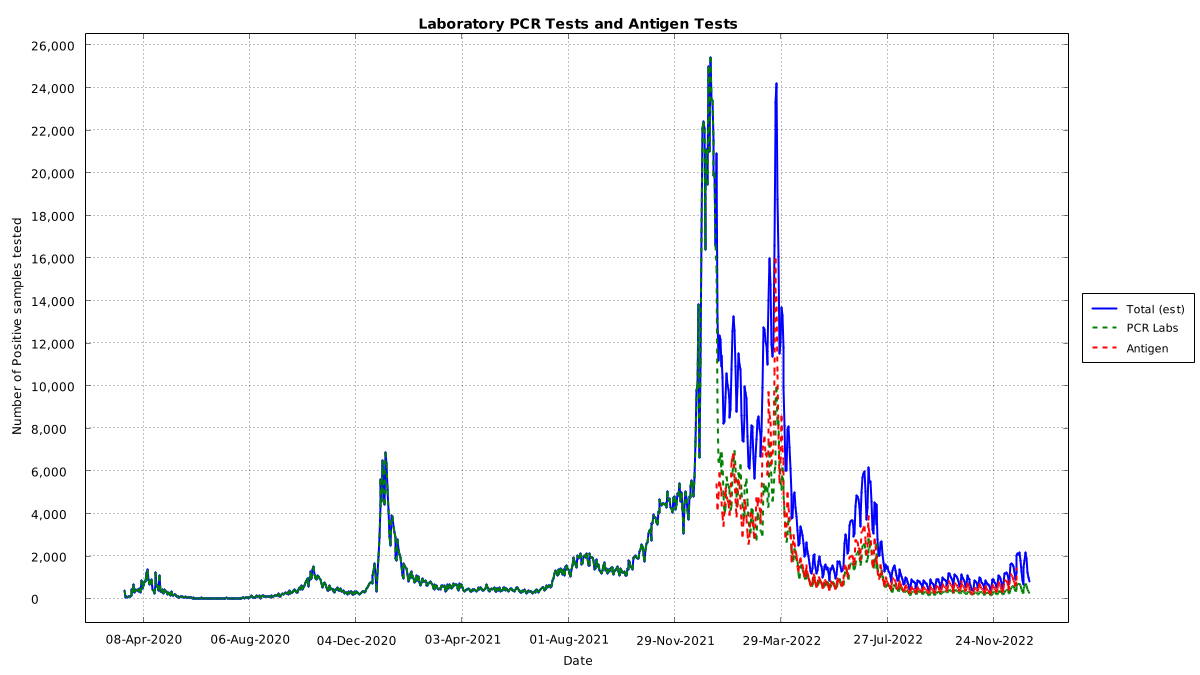 Laboratory PCR Tests and Antigen Tests
26,000
24,000
22,000
20,000
18,000
16,000
14,000
12,000
10,000
8,000
6,000
4,000
2,000
0
Number of Positive samples tested
08-Apr-2020
06-Aug-2020
04-Dec-2020
03-Apr-2021
01-Aug-2021
29-Nov-2021
29-Mar-2022
27-Jul-2022
24-Nov-2022
Date
Total (est)
PCR Labs
Antigen